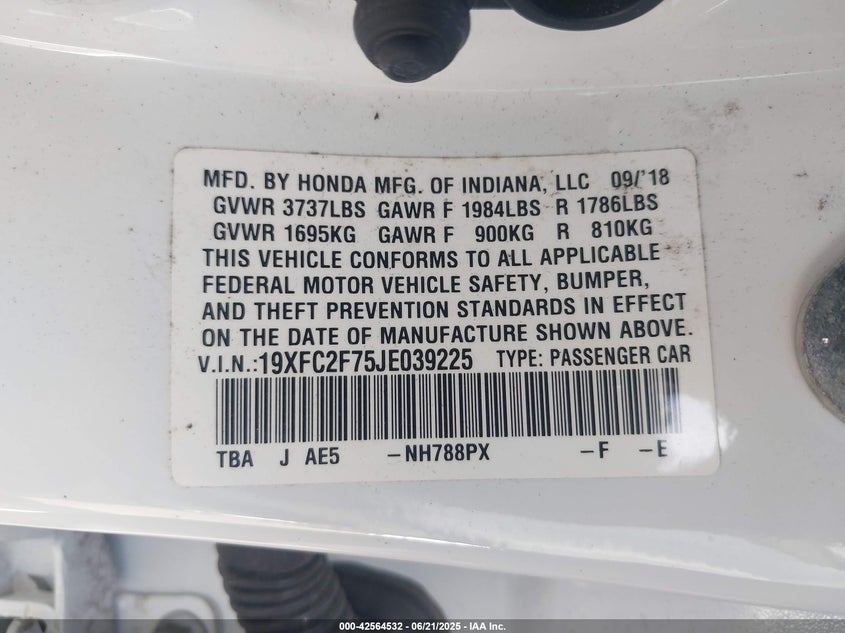 MFD. BY HONDA MFG. OF INDIANA, LLC 09/'18
GVWR 3737LBS GAWR F 1984LBS R 1786LBS
GVWR 1695KG GAWR F 900KG R 810KG
THIS VEHICLE CONFORMS TO ALL APPLICABLE
FEDERAL MOTOR VEHICLE SAFETY, BUMPER,
AND THEFT PREVENTION STANDARDS IN EFFECT
ON THE DATE OF MANUFACTURE SHOWN ABOVE.
V.I.N.:19XFC2F75JE039225 TYPE: PASSENGER CAR
TBA J AE5 -NH788PX -F -E
000-42564532 - 06/21/2025 - IAA Inc.